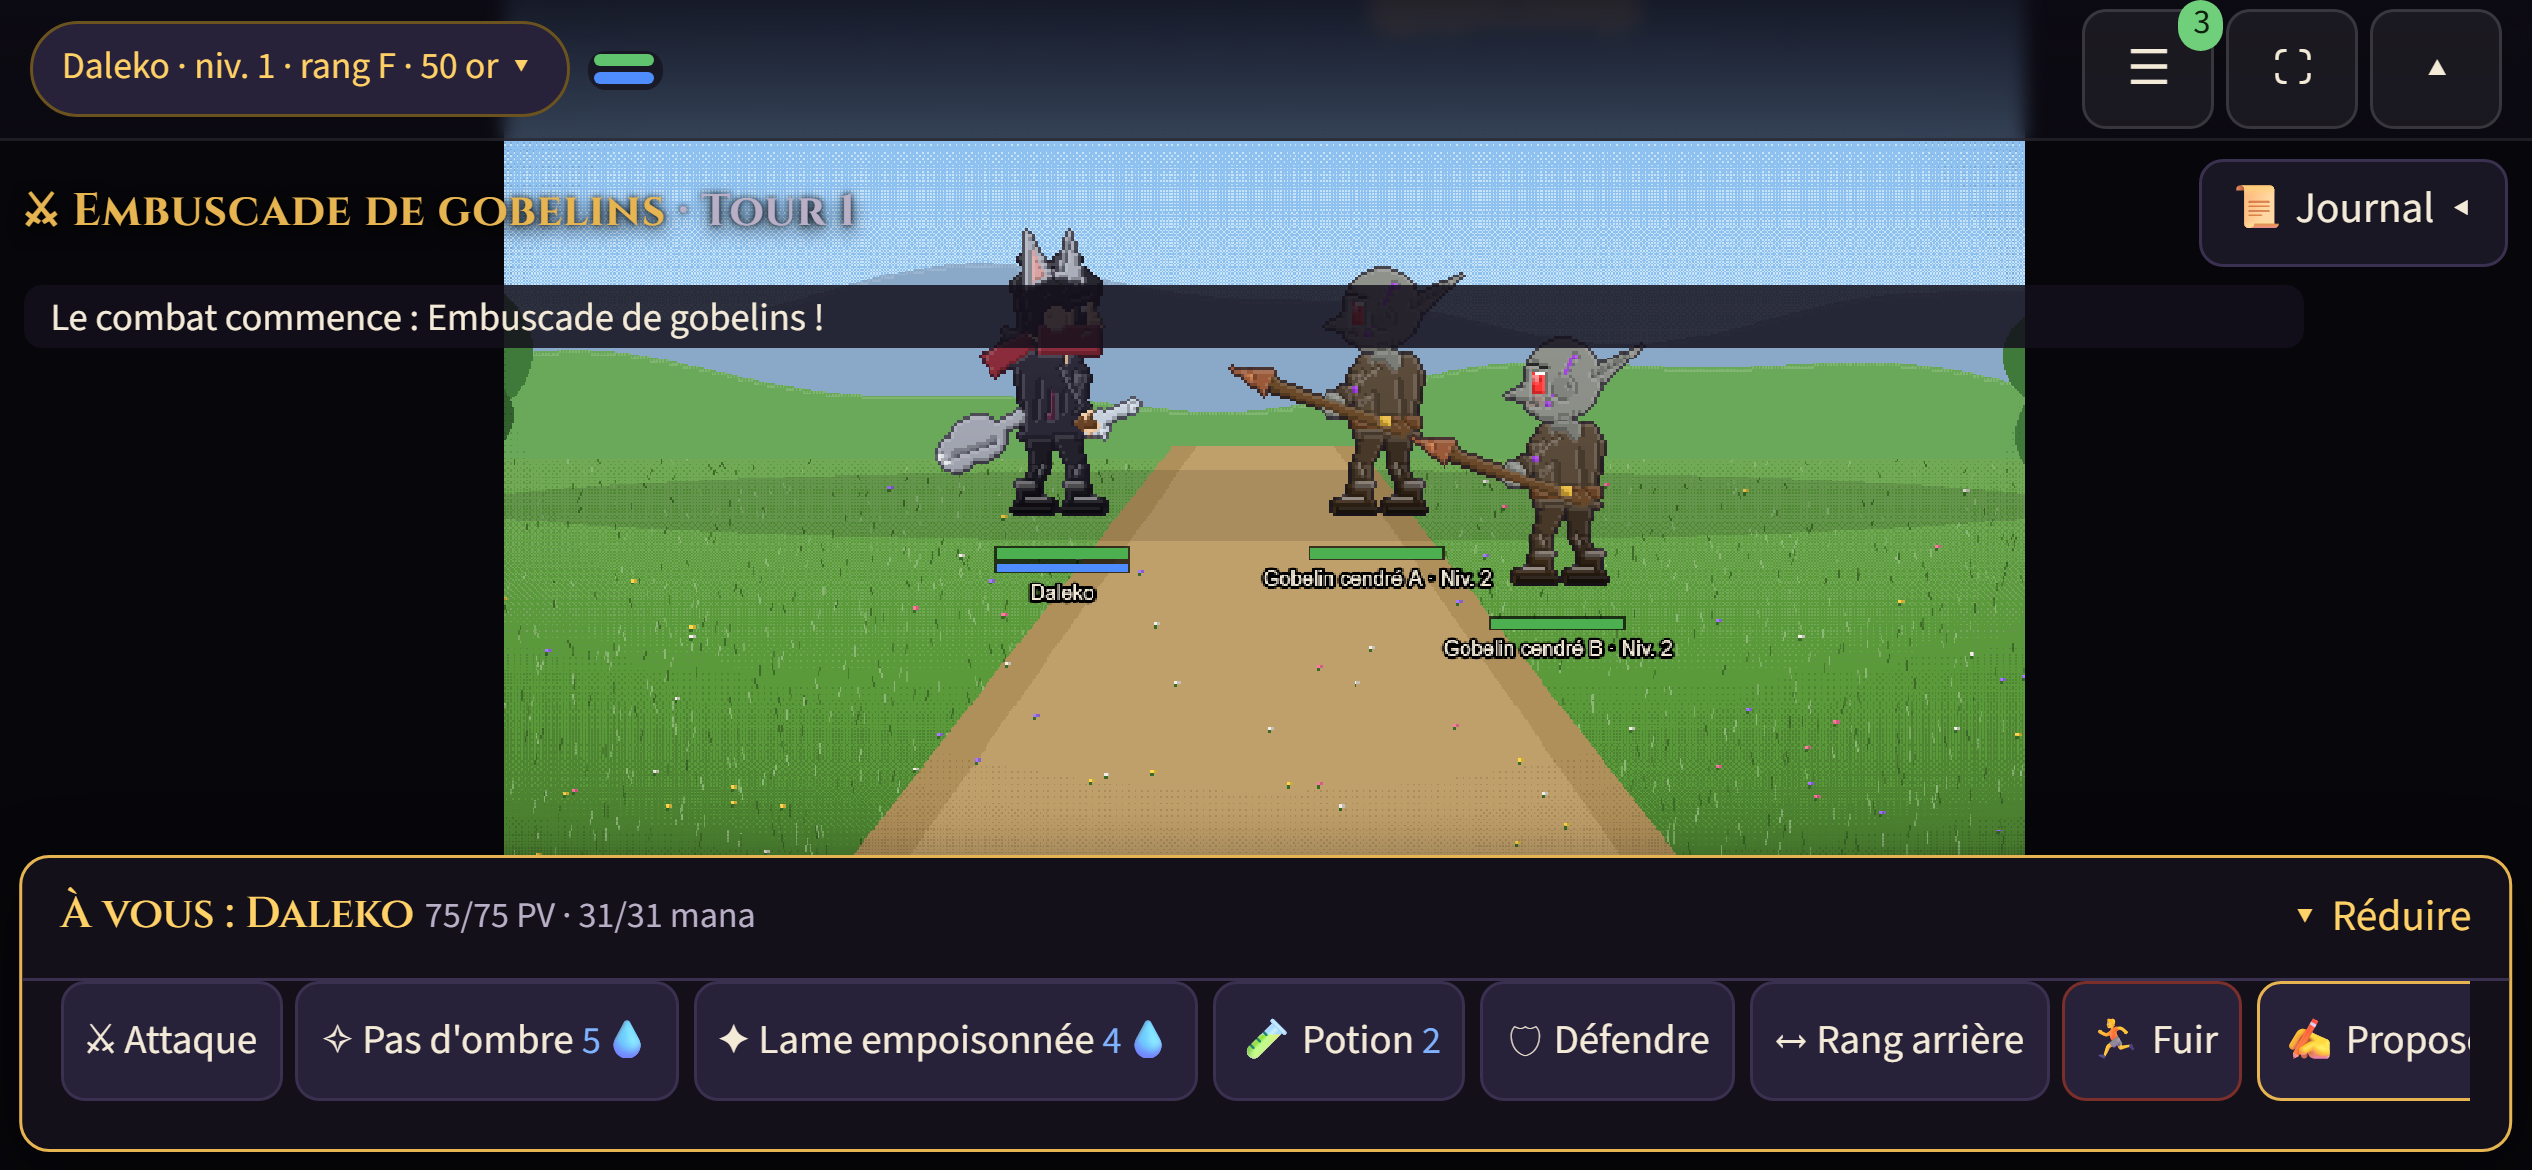 Daleko · niv. 1 · rang F · 50 or ▼
3
⚔ Embuscade de gobelins · Tour 1
📜 Journal ◀
Le combat commence : Embuscade de gobelins !
Daleko
Gobelin cendré A · Niv. 2
Gobelin cendré B · Niv. 2
À vous : Daleko 75/75 PV · 31/31 mana
▼ Réduire
⚔ Attaque
✧ Pas d'ombre 5 💧
✦ Lame empoisonnée 4 💧
🧪 Potion 2
🛡 Défendre
↔ Rang arrière
🏃 Fuir
✍ Propos